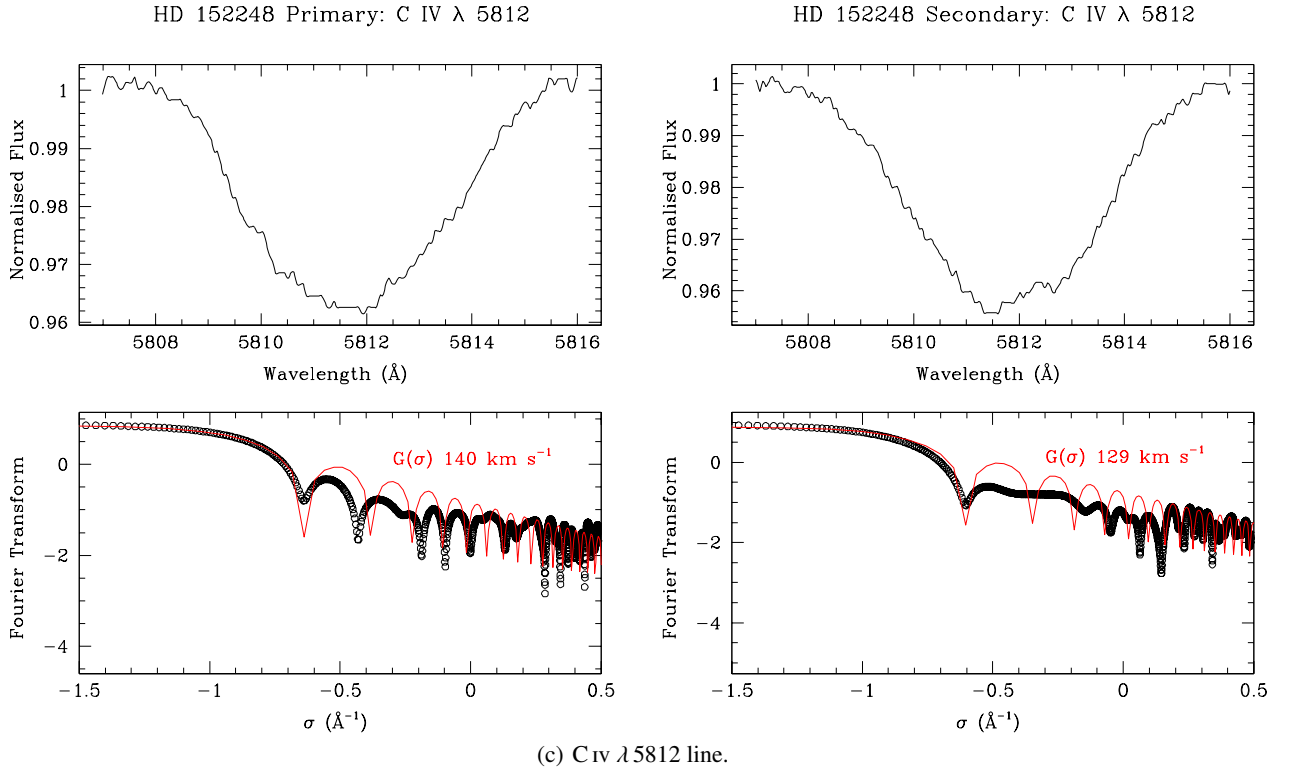 HD 152248 Primary: C IV λ 5812
HD 152248 Secondary: C IV λ 5812
Normalised Flux
1
0.99
0.98
0.97
0.96
5808 5810 5812 5814 5816
Wavelength (Å)
Normalised Flux
1
0.99
0.98
0.97
0.96
5808 5810 5812 5814 5816
Wavelength (Å)
Fourier Transform
0
−2
−4
G(σ) 140 km s⁻¹
−1.5 −1 −0.5 0 0.5
σ (Å⁻¹)
Fourier Transform
0
−2
−4
G(σ) 129 km s⁻¹
−1.5 −1 −0.5 0 0.5
σ (Å⁻¹)
(c) C IV λ 5812 line.